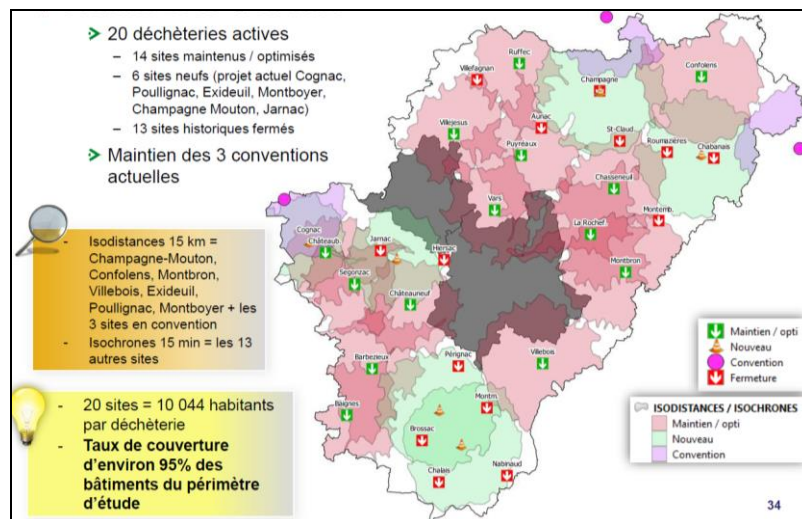 20 déchèteries actives
– 14 sites maintenus / optimisés
– 6 sites neufs (projet actuel Cognac,
Poullignac, Exideuil, Montboyer,
Champagne Mouton, Jarnac)
– 13 sites historiques fermés
Maintien des 3 conventions
actuelles
- Isodistances 15 km =
Champagne-Mouton,
Confolens, Montbron,
Villebois, Exideuil,
Poullignac, Montboyer + les
3 sites en convention
- Isochrones 15 min = les 13
autres sites
- 20 sites = 10 044 habitants
par déchèterie
- Taux de couverture
d'environ 95% des
bâtiments du périmètre
d'étude
Ruffec
Villefagnan
Champagne
Confolens
Aunac
Villejésus
St-Claud
Roumazières
Chabanais
Puyréaux
Chasseneuil
Vars
Montemb.
La Rochef.
Cognac
Châteaub.
Jarnac
Hiersac
Montbron
Segonzac
Châteauneuf
Barbezieux
Pérignac
Villebois
Baignes
Montm.
Brossac
Chalais
Nabinaud
Maintien / opti
Nouveau
Convention
Fermeture
ISODISTANCES / ISOCHRONES
Maintien / opti
Nouveau
Convention
34